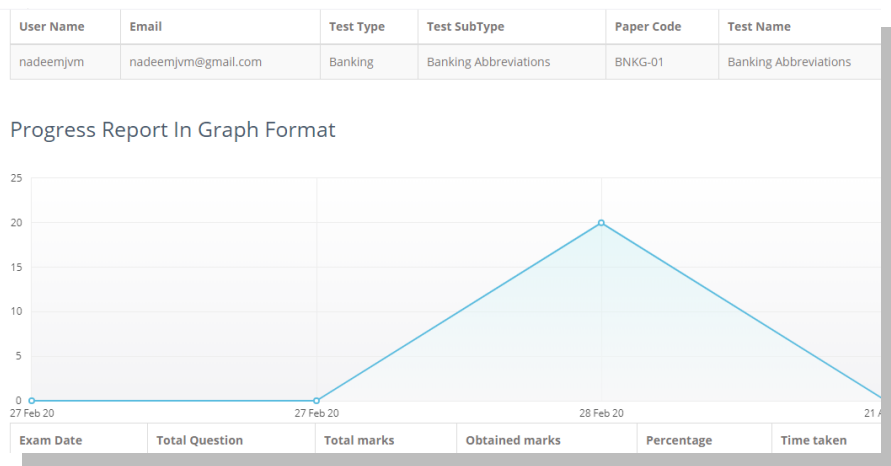 User Name Email Test Type Test SubType Paper Code Test Name
nadeemjvm nadeemjvm@gmail.com Banking Banking Abbreviations BNKG-01 Banking Abbreviations
Progress Report In Graph Format
25
20
15
10
5
0
27 Feb 20 27 Feb 20 28 Feb 20 21
Exam Date Total Question Total marks Obtained marks Percentage Time taken